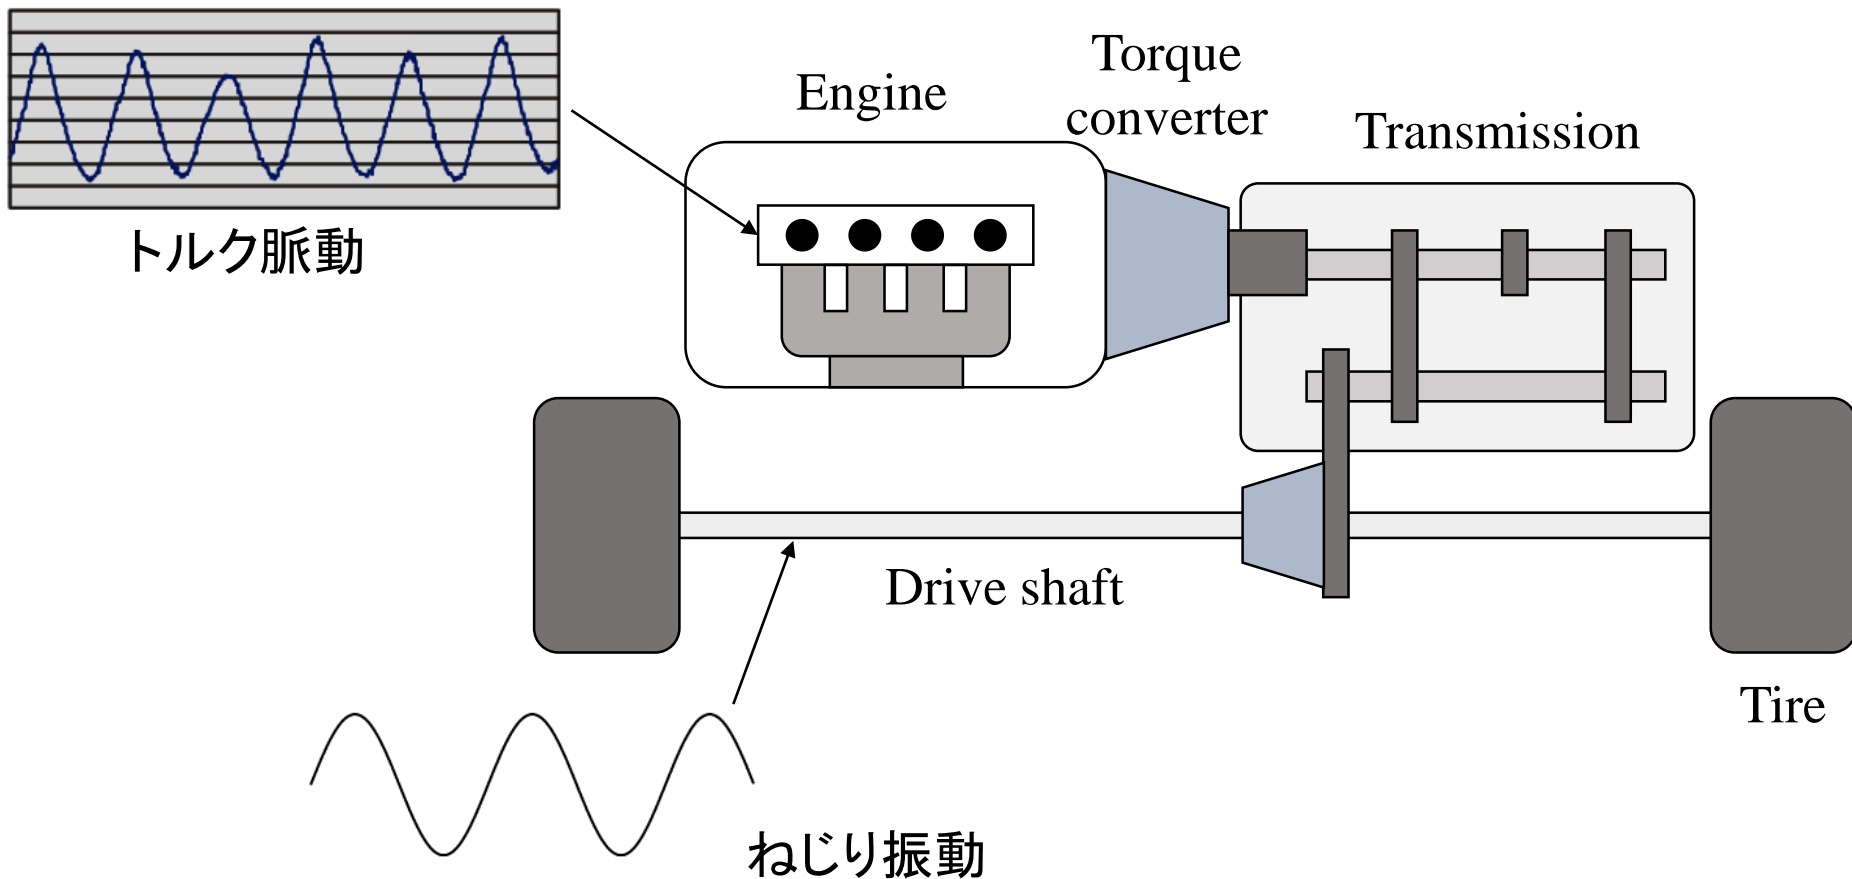 Engine
Torque
converter
Transmission
トルク脈動
Drive shaft
Tire
ねじり振動